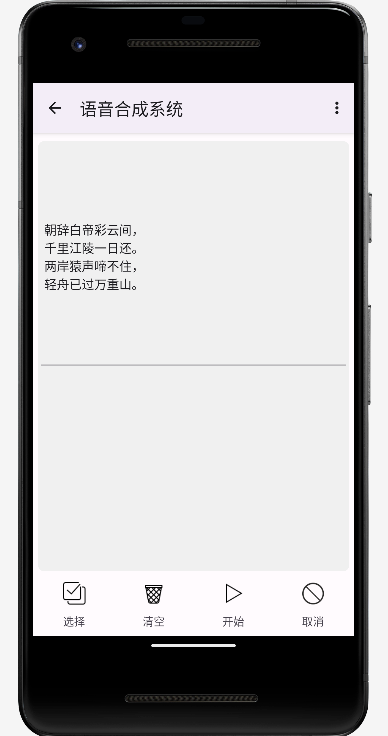 语音合成系统
朝辞白帝彩云间，
千里江陵一日还。
两岸猿声啼不住，
轻舟已过万重山。
选择 清空 开始 取消